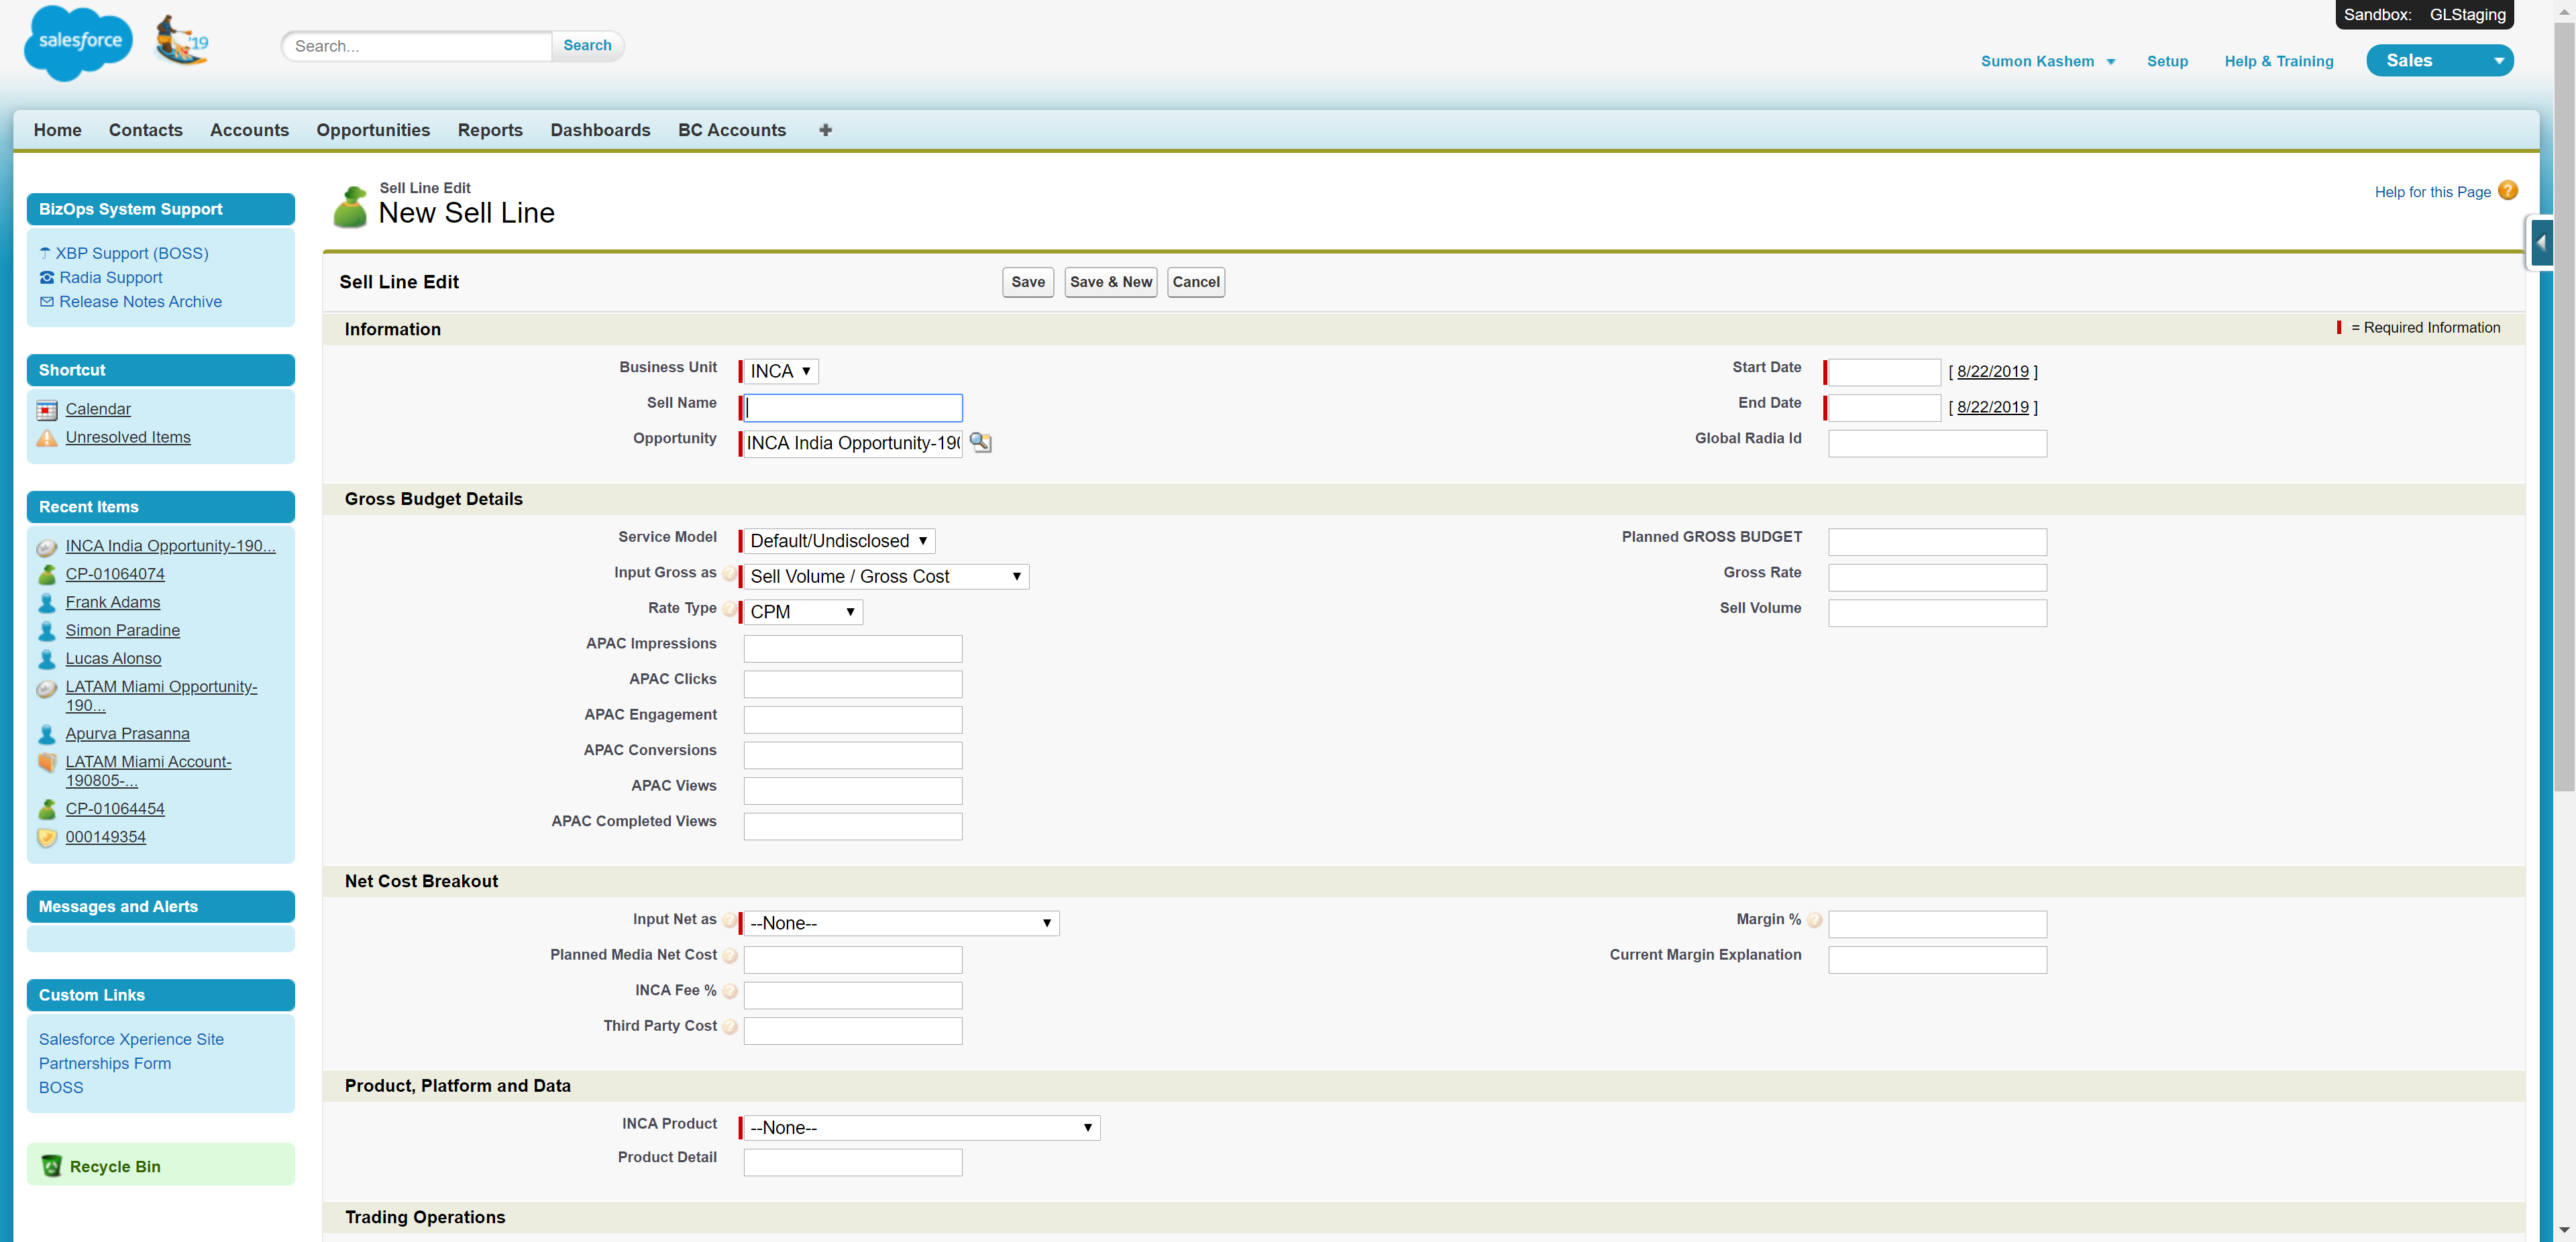 Sandbox: GLStaging
salesforce
'19
Search...
Search
Sumon Kashem
Setup
Help & Training
Sales
Home
Contacts
Accounts
Opportunities
Reports
Dashboards
BC Accounts
BizOps System Support
XBP Support (BOSS)
Radia Support
Release Notes Archive
Shortcut
Calendar
Unresolved Items
Recent Items
INCA India Opportunity-190...
CP-01064074
Frank Adams
Simon Paradine
Lucas Alonso
LATAM Miami Opportunity-
190...
Apurva Prasanna
LATAM Miami Account-
190805-...
CP-01064454
000149354
Messages and Alerts
Custom Links
Salesforce Xperience Site
Partnerships Form
BOSS
Recycle Bin
Sell Line Edit
New Sell Line
Help for this Page ?
Sell Line Edit
Save
Save & New
Cancel
Information
= Required Information
Business Unit INCA
Start Date [ 8/22/2019 ]
Sell Name
End Date [ 8/22/2019 ]
Opportunity INCA India Opportunity-190
Global Radia Id
Gross Budget Details
Service Model Default/Undisclosed
Planned GROSS BUDGET
Input Gross as ? Sell Volume / Gross Cost
Gross Rate
Rate Type ? CPM
Sell Volume
APAC Impressions
APAC Clicks
APAC Engagement
APAC Conversions
APAC Views
APAC Completed Views
Net Cost Breakout
Input Net as ? --None--
Margin % ?
Planned Media Net Cost ?
Current Margin Explanation
INCA Fee % ?
Third Party Cost ?
Product, Platform and Data
INCA Product --None--
Product Detail
Trading Operations